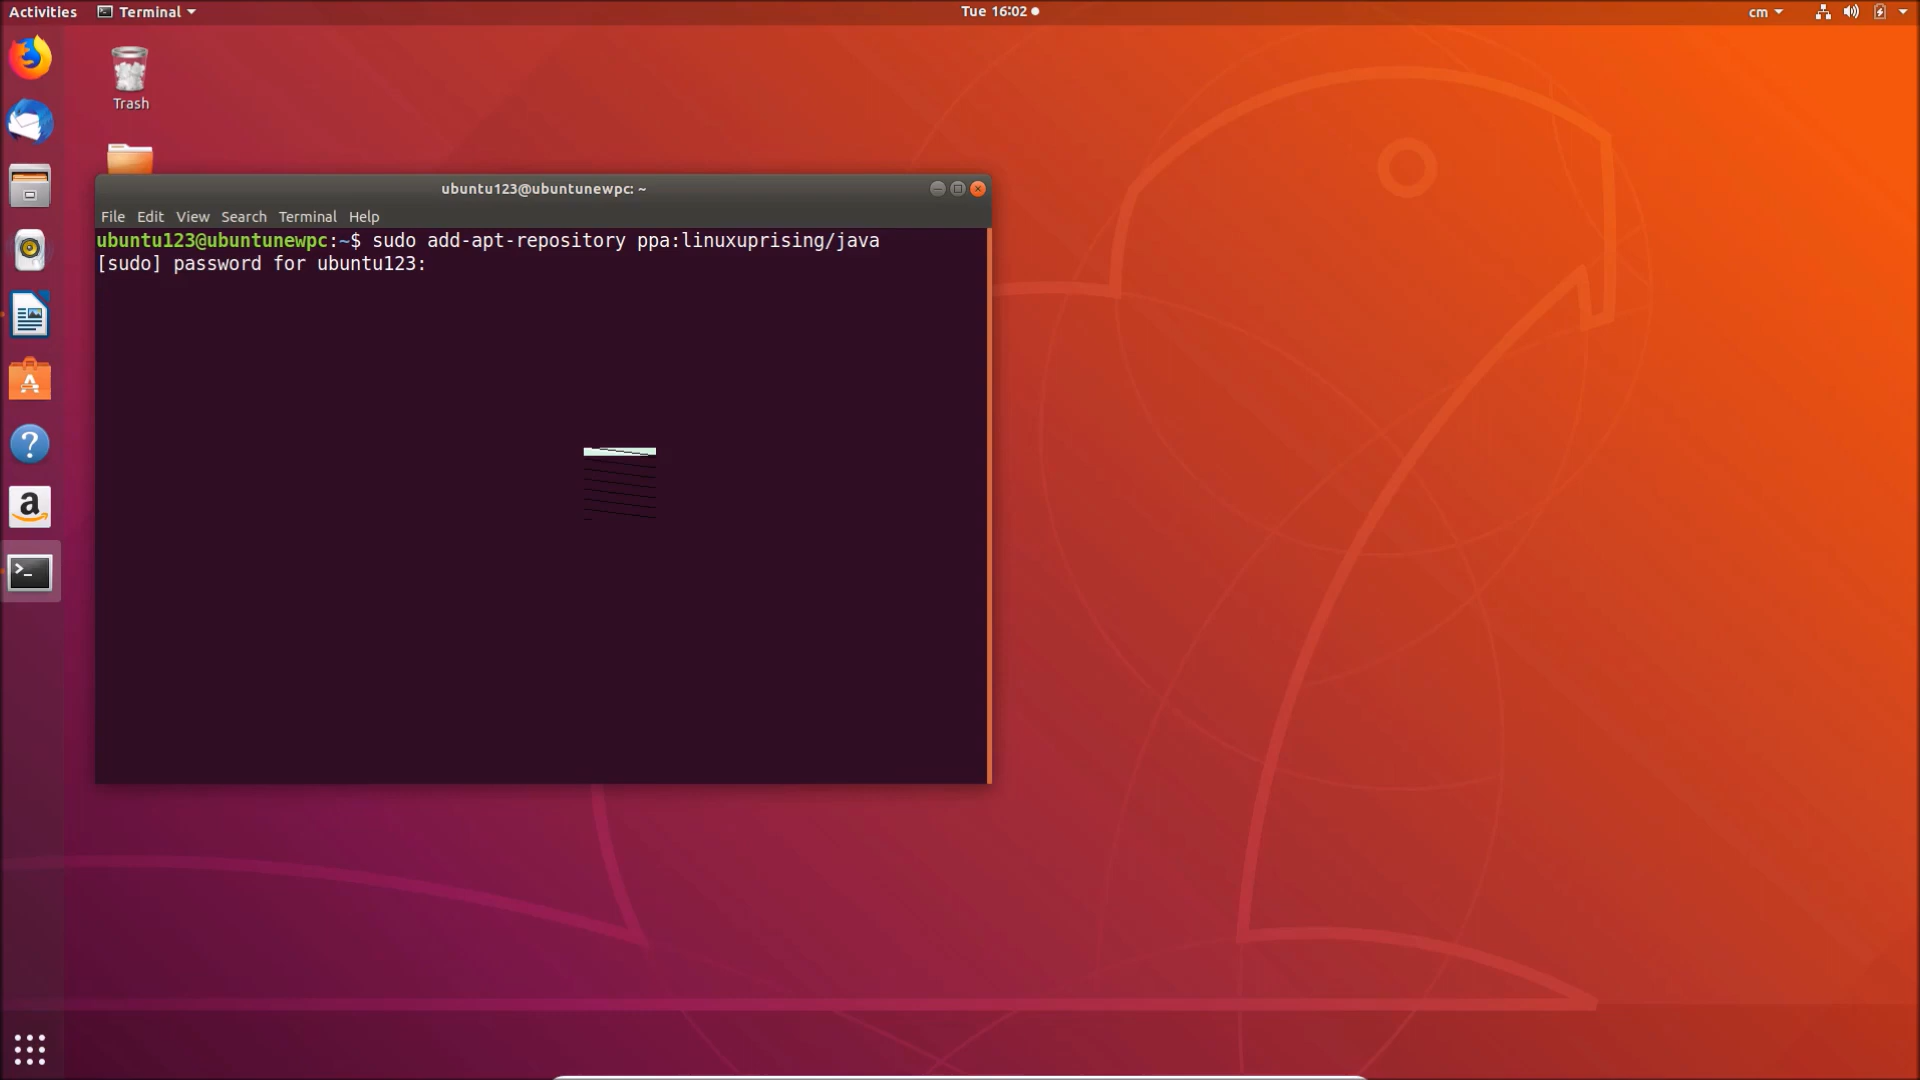 Activities Terminal Tue 16:02 cm
Trash
ubuntu123@ubuntunewpc: ~
File Edit View Search Terminal Help
ubuntu123@ubuntunewpc:~$ sudo add-apt-repository ppa:linuxuprising/java
[sudo] password for ubuntu123: